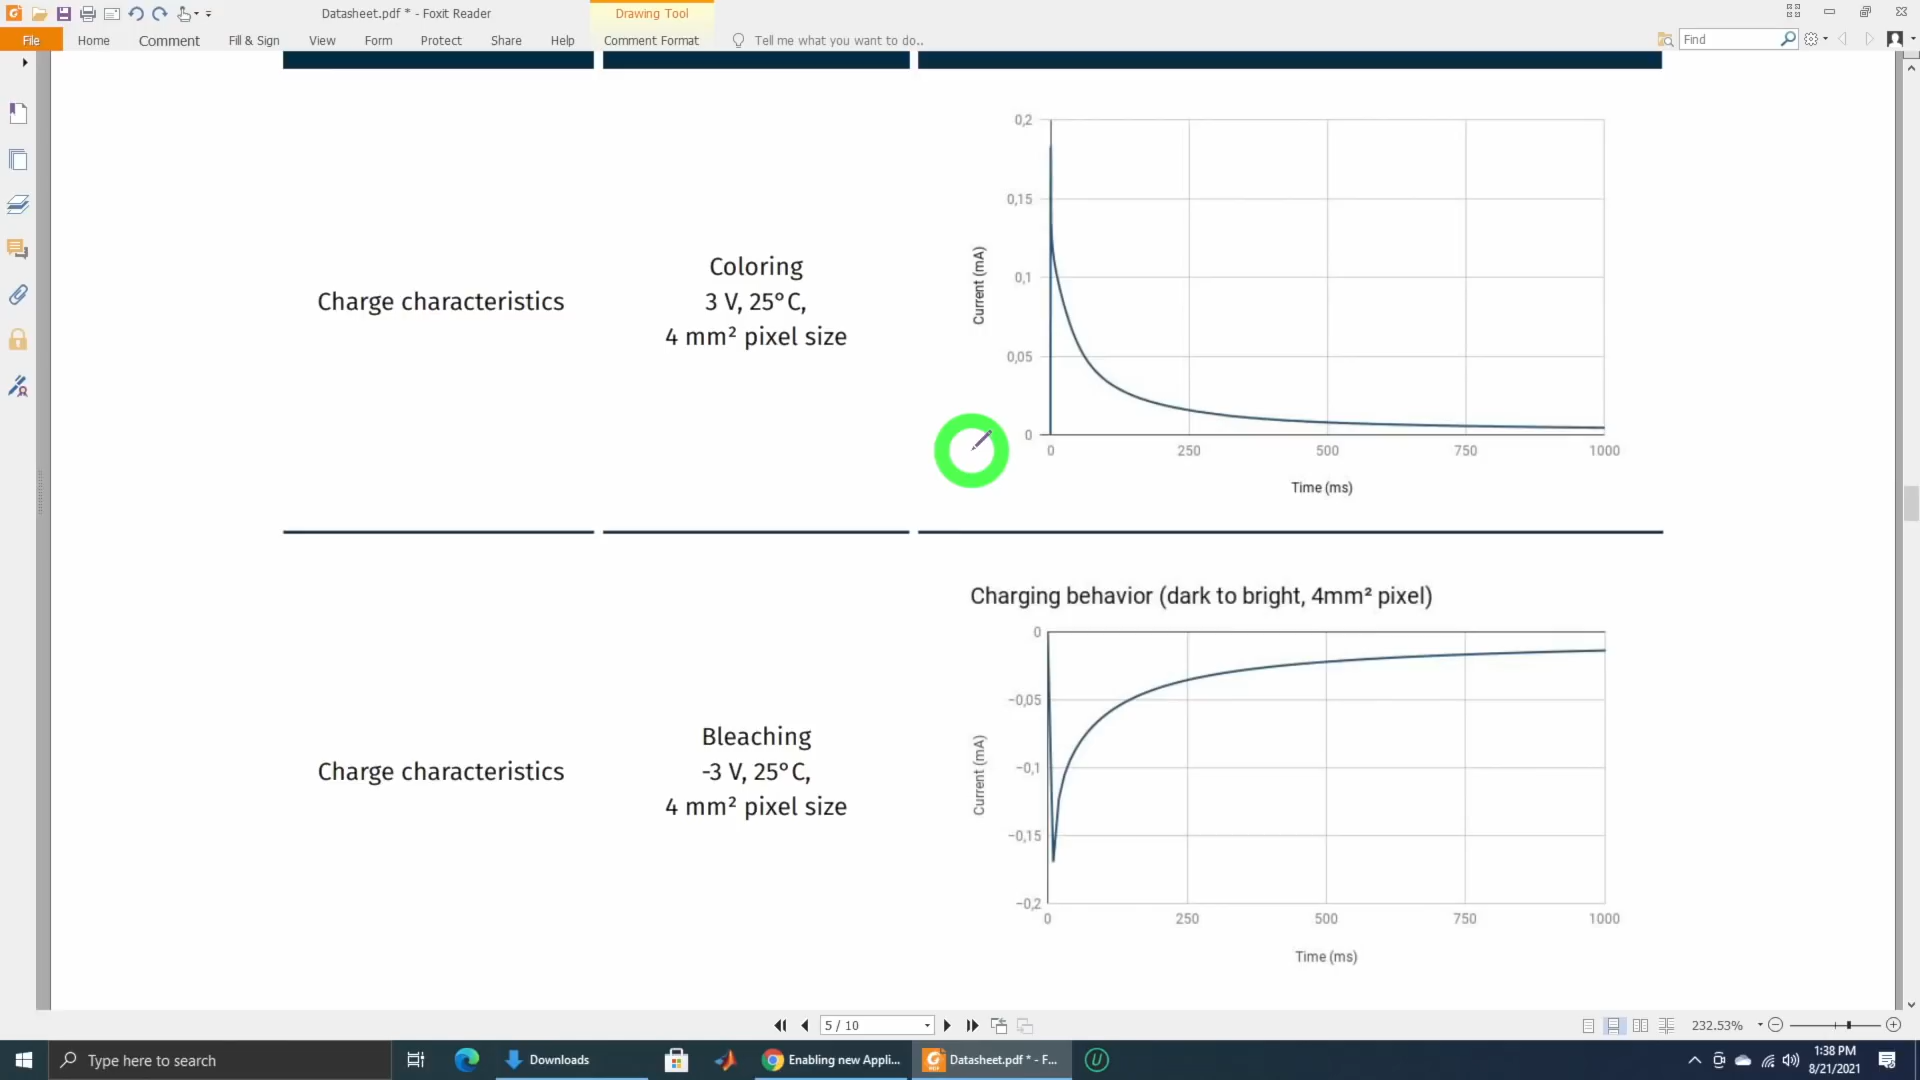 Datasheet.pdf * - Foxit Reader
Drawing Tool
File
Home
Comment
Fill & Sign
View
Form
Protect
Share
Help
Comment Format
Tell me what you want to do..
Find
0,2
0,15
0,1
0,05
0
Current (mA)
0
250
500
750
1000
Time (ms)
Charge characteristics
Coloring
3 V, 25°C,
4 mm² pixel size
Charging behavior (dark to bright, 4mm² pixel)
0
−0,05
−0,1
−0,15
−0,2
Current (mA)
0
250
500
750
1000
Time (ms)
Charge characteristics
Bleaching
-3 V, 25°C,
4 mm² pixel size
5 / 10
232.53%
Type here to search
Downloads
Enabling new Appli...
Datasheet.pdf * - F...
1:38 PM
8/21/2021